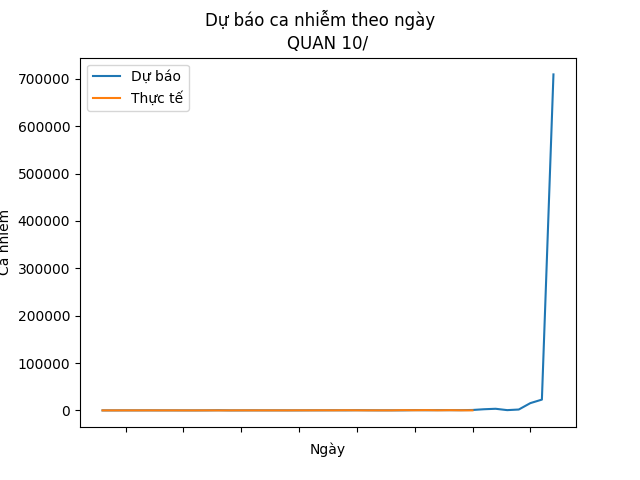 Dự báo ca nhiễm theo ngày
QUAN 10/
Dự báo
Thực tế
700000
600000
500000
400000
300000
200000
100000
0
Ca nhiễm
Ngày